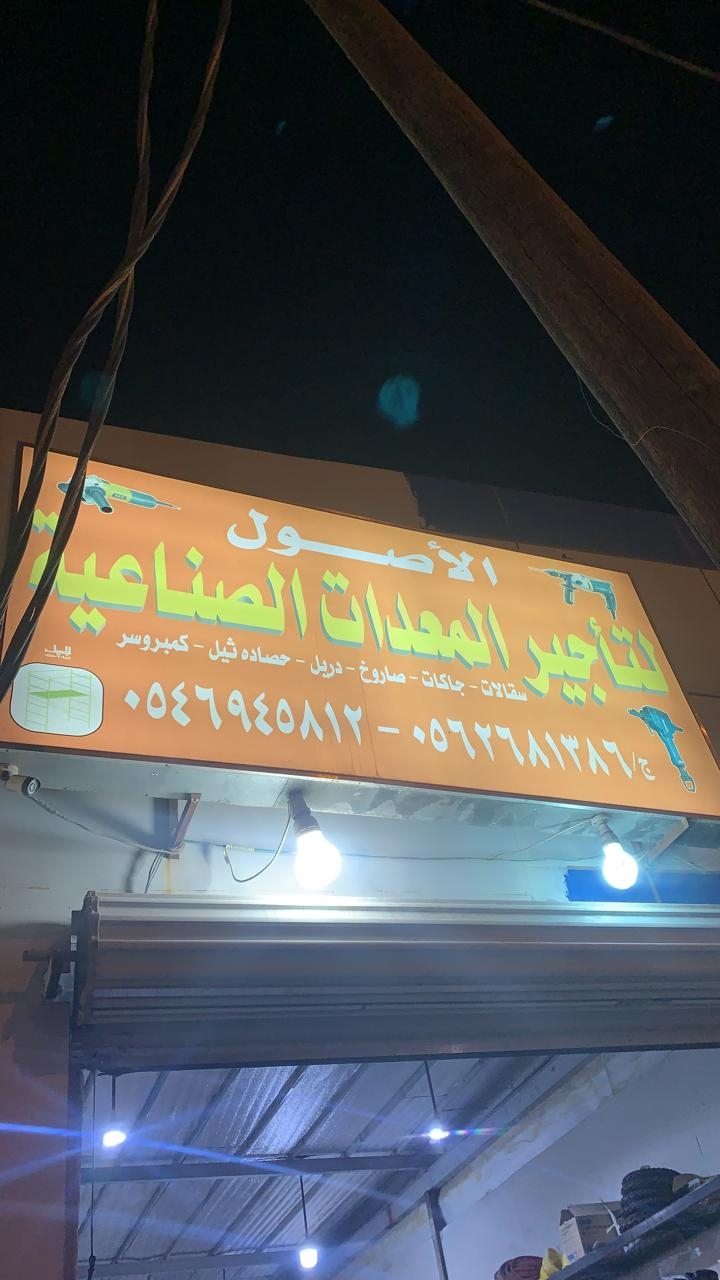 الأصول
لتأجير المعدات الصناعية
سقالات - جاكات - صاروخ - دريل - حصاده ثيل - كمبروسر
ج/ ٠٥٦٢٦٨١٣٨٦ - ٠٥٤٦٩٤٥٨١٢